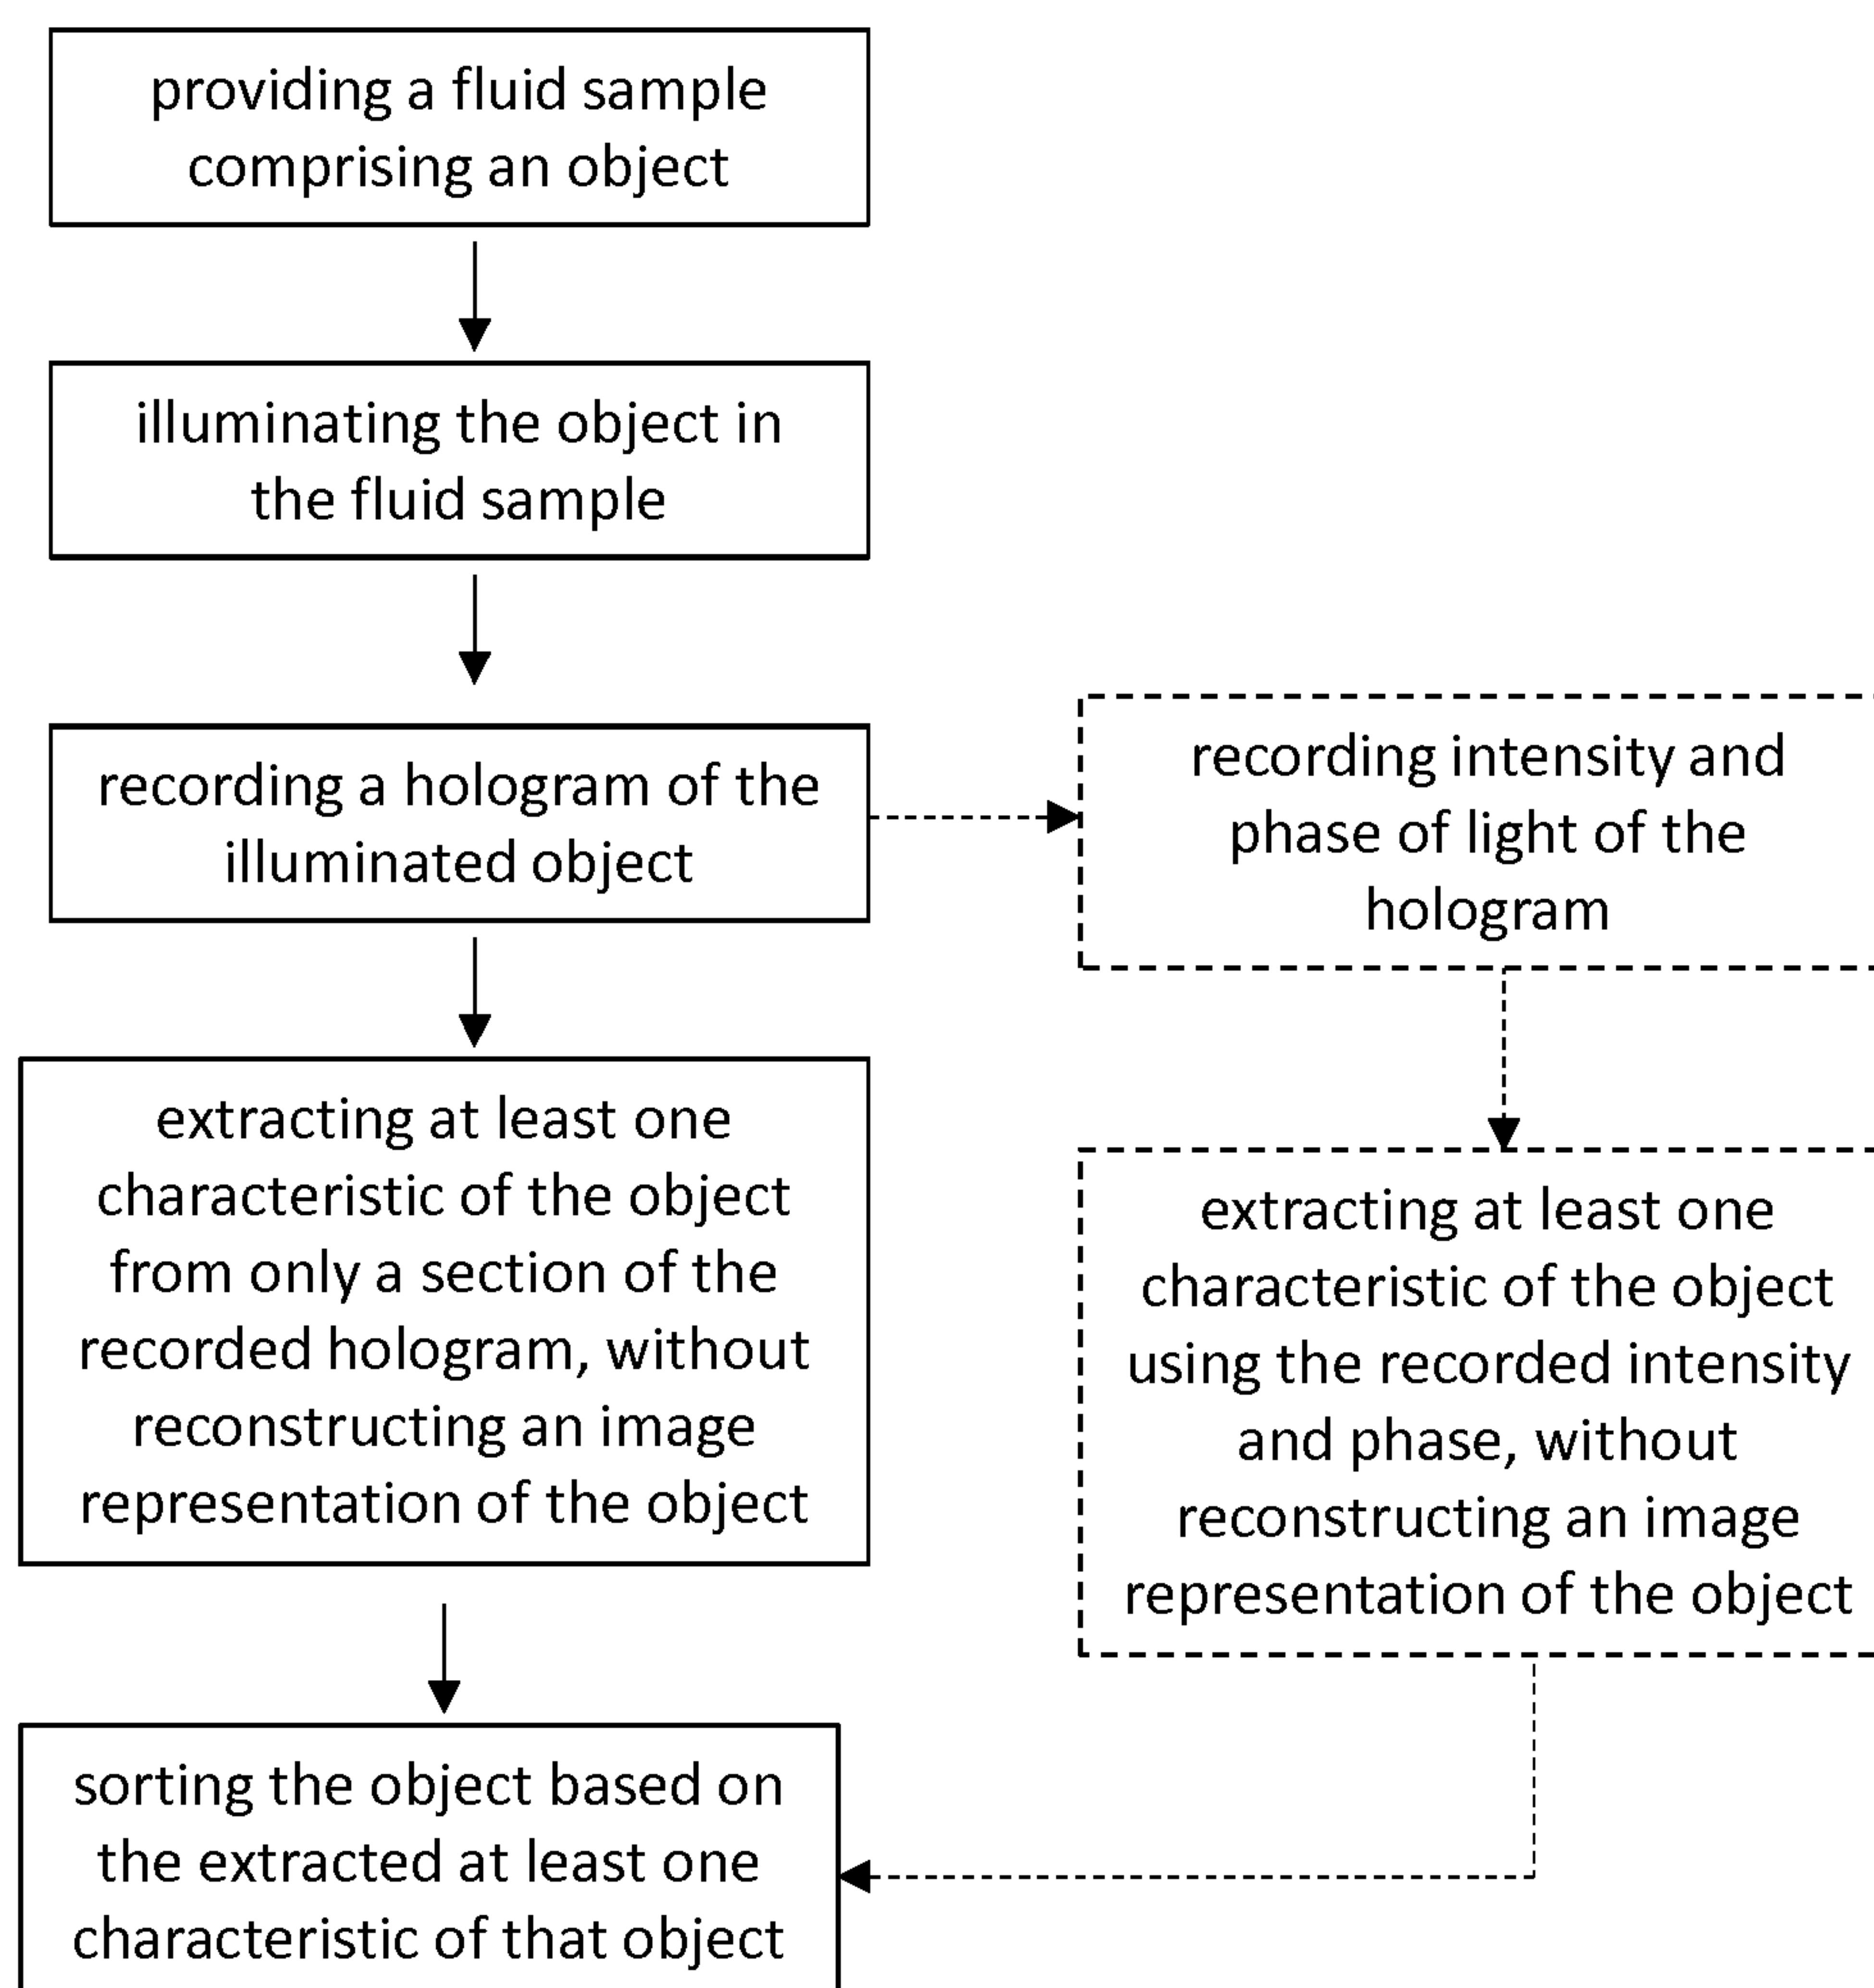 providing a fluid sample
comprising an object
illuminating the object in
the fluid sample
recording a hologram of the
illuminated object
recording intensity and
phase of light of the
hologram
extracting at least one
characteristic of the object
from only a section of the
recorded hologram, without
reconstructing an image
representation of the object
extracting at least one
characteristic of the object
using the recorded intensity
and phase, without
reconstructing an image
representation of the object
sorting the object based on
the extracted at least one
characteristic of that object